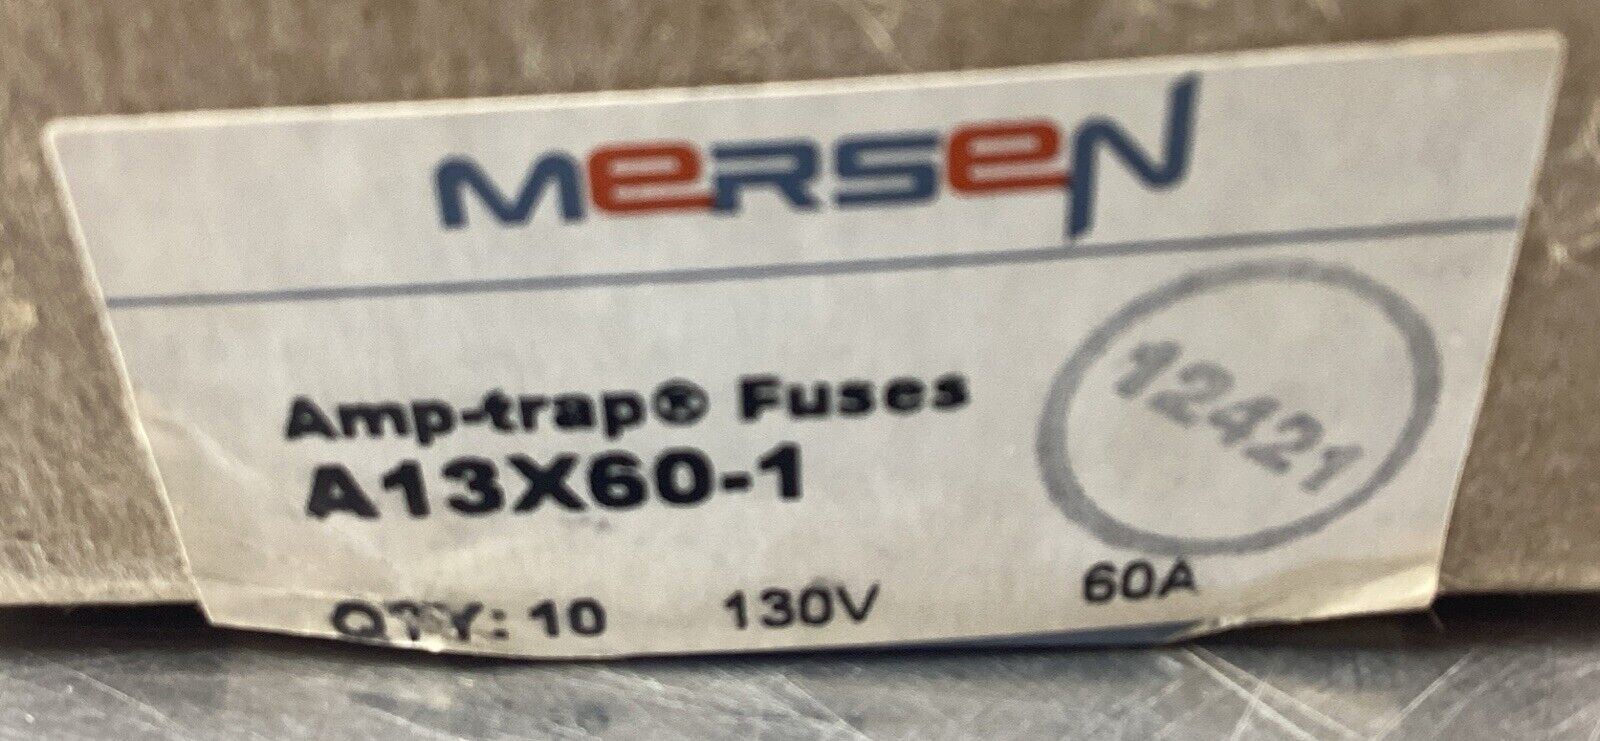 MERSEN
Amp-trap® Fuses
A13X60-1
12421
QTY: 10 130V 60A